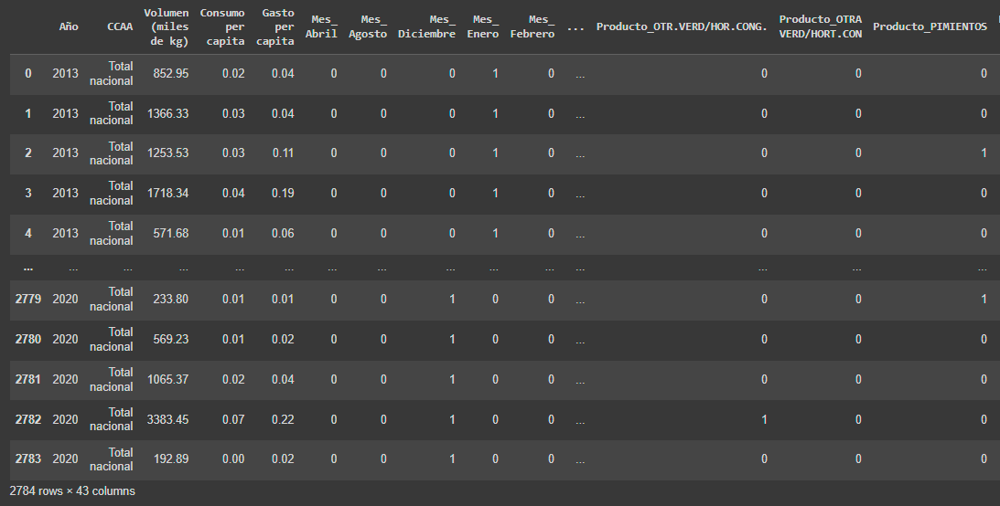 Año CCAA Volumen (miles de kg) Consumo per capita Gasto per capita Mes_ Abril Mes_ Agosto Mes_ Diciembre Mes_ Enero Mes_ Febrero ... Producto_OTR.VERD/HOR.CONG. Producto_OTRA VERD/HORT.CON Producto_PIMIENTOS
0 2013 Total nacional 852.95 0.02 0.04 0 0 0 1 0 ... 0 0 0
1 2013 Total nacional 1366.33 0.03 0.04 0 0 0 1 0 ... 0 0 0
2 2013 Total nacional 1253.53 0.03 0.11 0 0 0 1 0 ... 0 0 1
3 2013 Total nacional 1718.34 0.04 0.19 0 0 0 1 0 ... 0 0 0
4 2013 Total nacional 571.68 0.01 0.06 0 0 0 1 0 ... 0 0 0
... ... ... ... ... ... ... ... ... ... ... ... ... ... ...
2779 2020 Total nacional 233.80 0.01 0.01 0 0 1 0 0 ... 0 0 1
2780 2020 Total nacional 569.23 0.01 0.02 0 0 1 0 0 ... 0 0 0
2781 2020 Total nacional 1065.37 0.02 0.04 0 0 1 0 0 ... 0 0 0
2782 2020 Total nacional 3383.45 0.07 0.22 0 0 1 0 0 ... 1 0 0
2783 2020 Total nacional 192.89 0.00 0.02 0 0 1 0 0 ... 0 0 0
2784 rows × 43 columns